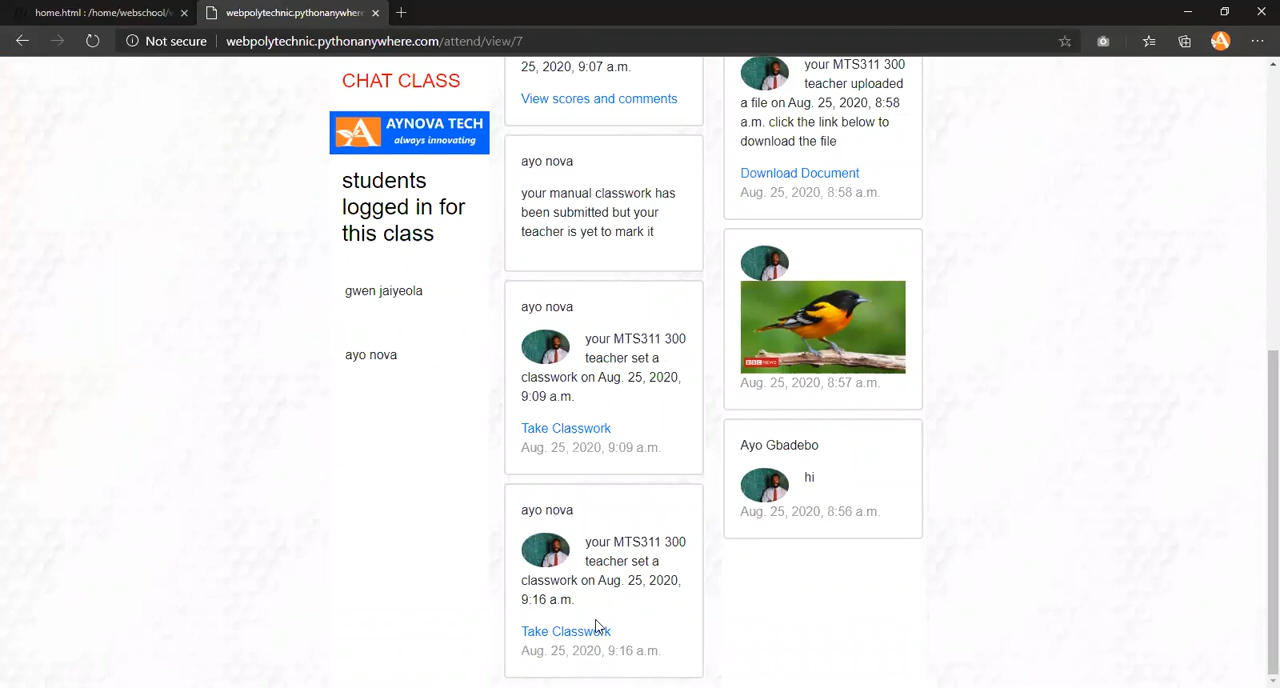 home.html : /home/webschool/w
webpolytechnic.pythonanywhere
Not secure
webpolytechnic.pythonanywhere.com/attend/view/7
CHAT CLASS
AYNOVA TECH
always innovating
students
logged in for
this class
gwen jaiyeola
ayo nova
25, 2020, 9:07 a.m.
View scores and comments
ayo nova
your manual classwork has
been submitted but your
teacher is yet to mark it
ayo nova
your MTS311 300
teacher set a
classwork on Aug. 25, 2020,
9:09 a.m.
Take Classwork
Aug. 25, 2020, 9:09 a.m.
ayo nova
your MTS311 300
teacher set a
classwork on Aug. 25, 2020,
9:16 a.m.
Take Classwork
Aug. 25, 2020, 9:16 a.m.
your MTS311 300
teacher uploaded
a file on Aug. 25, 2020, 8:58
a.m. click the link below to
download the file
Download Document
Aug. 25, 2020, 8:58 a.m.
BBC NEWS
Aug. 25, 2020, 8:57 a.m.
Ayo Gbadebo
hi
Aug. 25, 2020, 8:56 a.m.